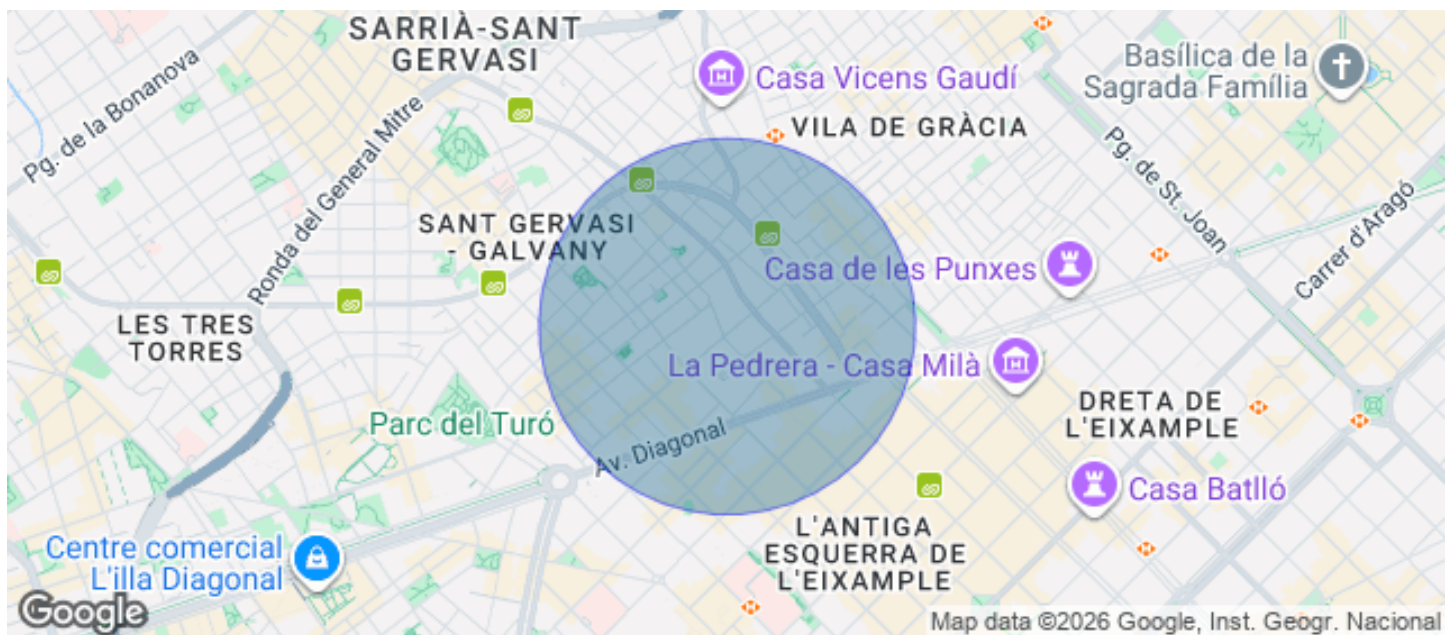 SARRIÀ-SANT
GERVASI
Pg. de la Bonanova
Ronda del General Mitre
Casa Vicens Gaudí
Basílica de la
Sagrada Família
VILA DE GRÀCIA
Pg. de St. Joan
Carrer d'Aragó
SANT GERVASI
- GALVANY
Casa de les Punxes
LES TRES
TORRES
La Pedrera - Casa Milà
Parc del Turó
Av. Diagonal
DRETA DE
L'EIXAMPLE
Casa Batlló
L'ANTIGA
ESQUERRA DE
L'EIXAMPLE
Centre comercial
L'illa Diagonal
Google
Map data ©2026 Google, Inst. Geogr. Nacional